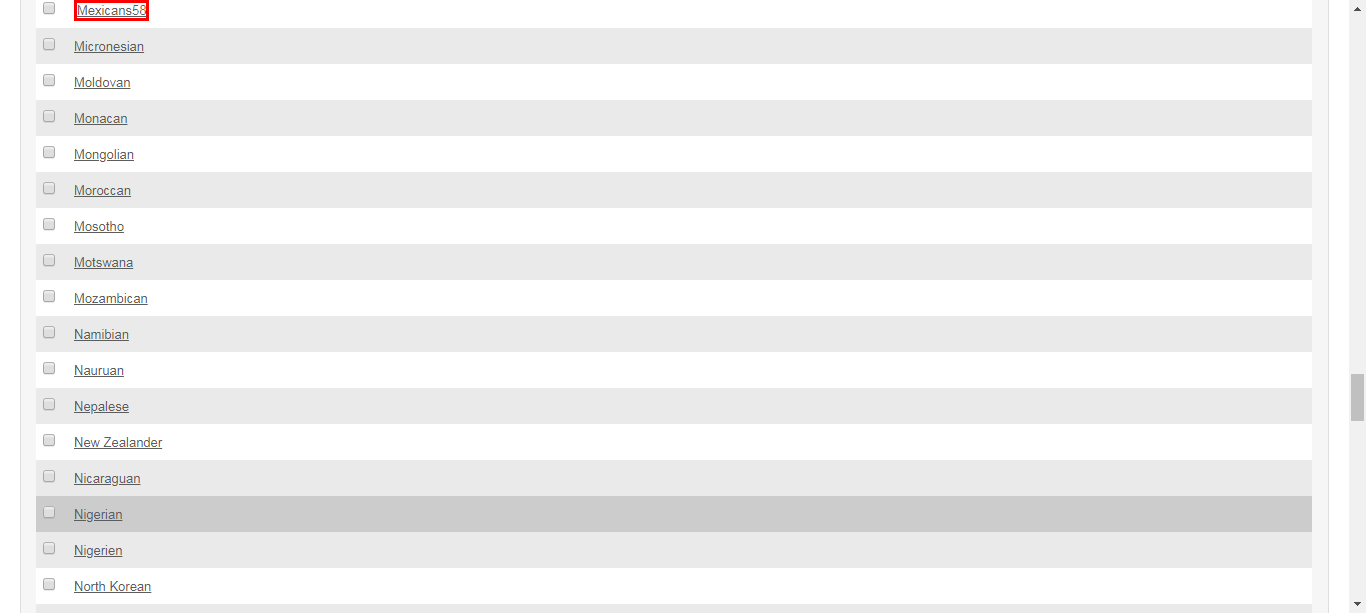 Mexicans58
Micronesian
Moldovan
Monacan
Mongolian
Moroccan
Mosotho
Motswana
Mozambican
Namibian
Nauruan
Nepalese
New Zealander
Nicaraguan
Nigerian
Nigerien
North Korean